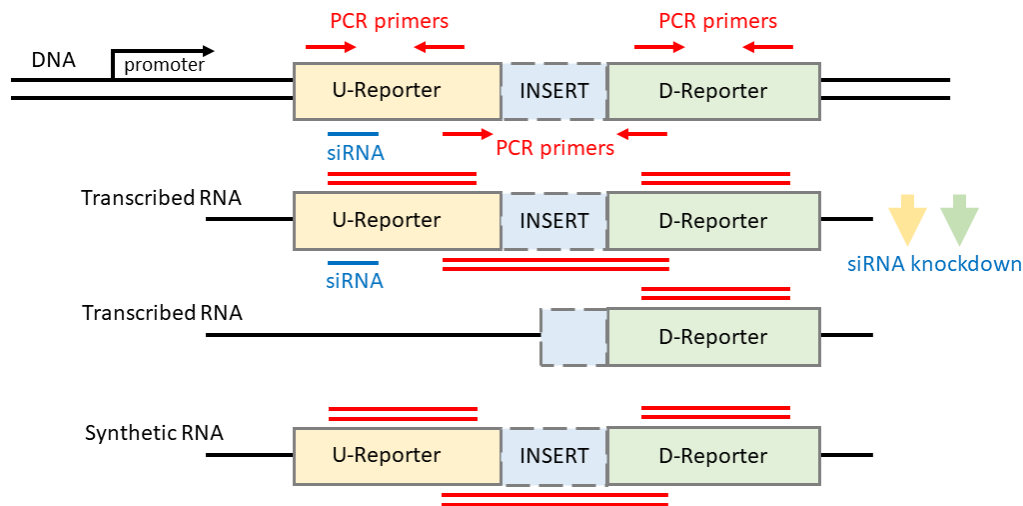 PCR primers
PCR primers
DNA
promoter
U-Reporter
INSERT
D-Reporter
siRNA
PCR primers
Transcribed RNA
U-Reporter
INSERT
D-Reporter
siRNA
siRNA knockdown
Transcribed RNA
D-Reporter
Synthetic RNA
U-Reporter
INSERT
D-Reporter